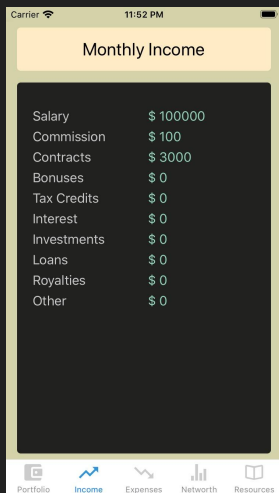 Carrier 11:52 PM
Monthly Income
Salary $ 100000
Commission $ 100
Contracts $ 3000
Bonuses $ 0
Tax Credits $ 0
Interest $ 0
Investments $ 0
Loans $ 0
Royalties $ 0
Other $ 0
Portfolio Income Expenses Networth Resources